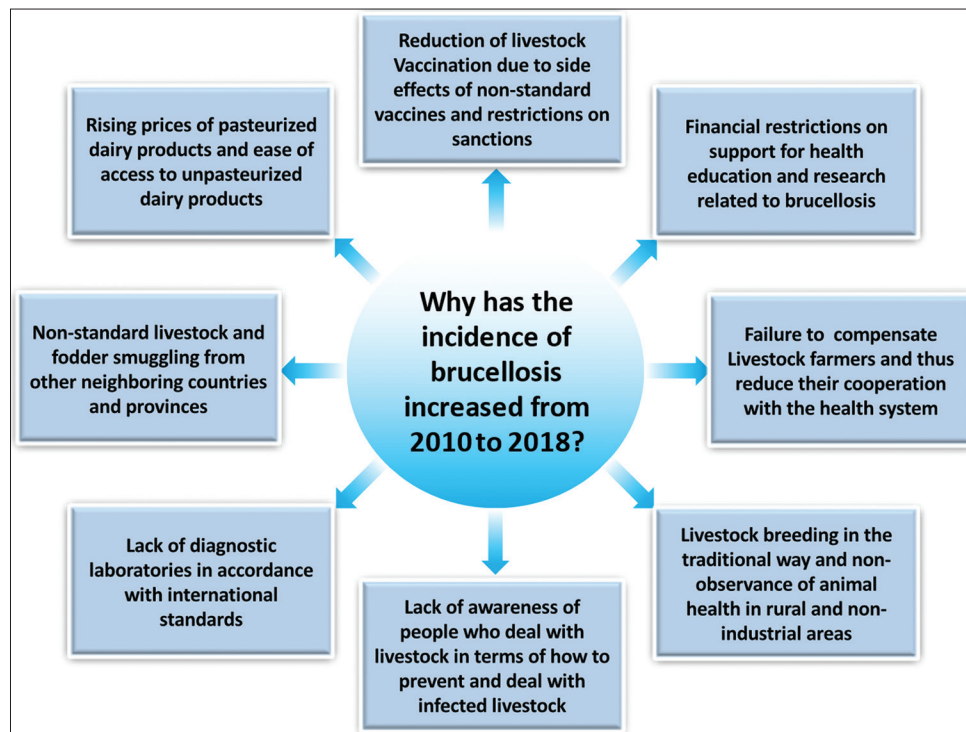 Reduction of livestock
Vaccination due to side
effects of non-standard
vaccines and restrictions on
sanctions
Rising prices of pasteurized
dairy products and ease of
access to unpasteurized
dairy products
Financial restrictions on
support for health
education and research
related to brucellosis
Why has the
incidence of
brucellosis
increased from
2010 to 2018?
Non-standard livestock and
fodder smuggling from
other neighboring countries
and provinces
Failure to compensate
Livestock farmers and thus
reduce their cooperation
with the health system
Lack of diagnostic
laboratories in accordance
with international
standards
Lack of awareness of
people who deal with
livestock in terms of how to
prevent and deal with
infected livestock
Livestock breeding in the
traditional way and non-
observance of animal
health in rural and non-
industrial areas